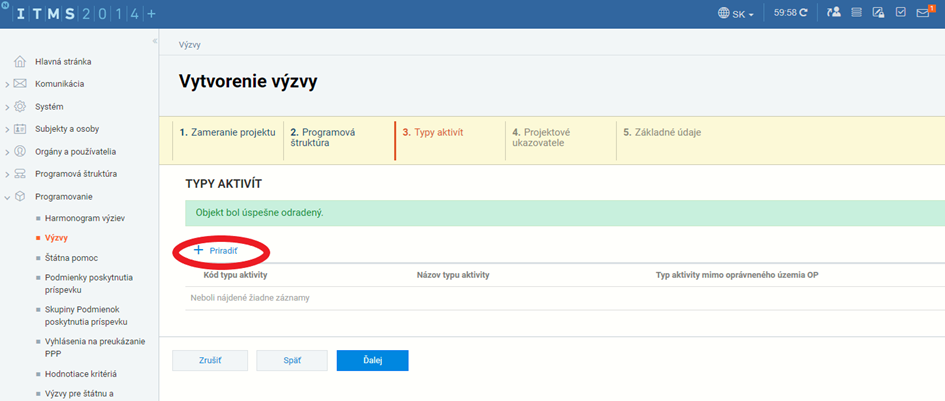 ITMS2014+
SK
59:58
1
Hlavná stránka
Komunikácia
Systém
Subjekty a osoby
Orgány a používatelia
Programová štruktúra
Programovanie
Harmonogram výziev
Výzvy
Štátna pomoc
Podmienky poskytnutia
príspevku
Skupiny Podmienok
poskytnutia príspevku
Vyhlásenia na preukázanie
PPP
Hodnotiace kritériá
Výzvy pre štátnu a
Výzvy
Vytvorenie výzvy
1. Zameranie projektu
2. Programová
štruktúra
3. Typy aktivít
4. Projektové
ukazovatele
5. Základné údaje
TYPY AKTIVÍT
Objekt bol úspešne odradený.
+ Priradiť
Kód typu aktivity Názov typu aktivity Typ aktivity mimo oprávneného územia OP
Neboli nájdené žiadne záznamy
Zrušiť Späť Ďalej